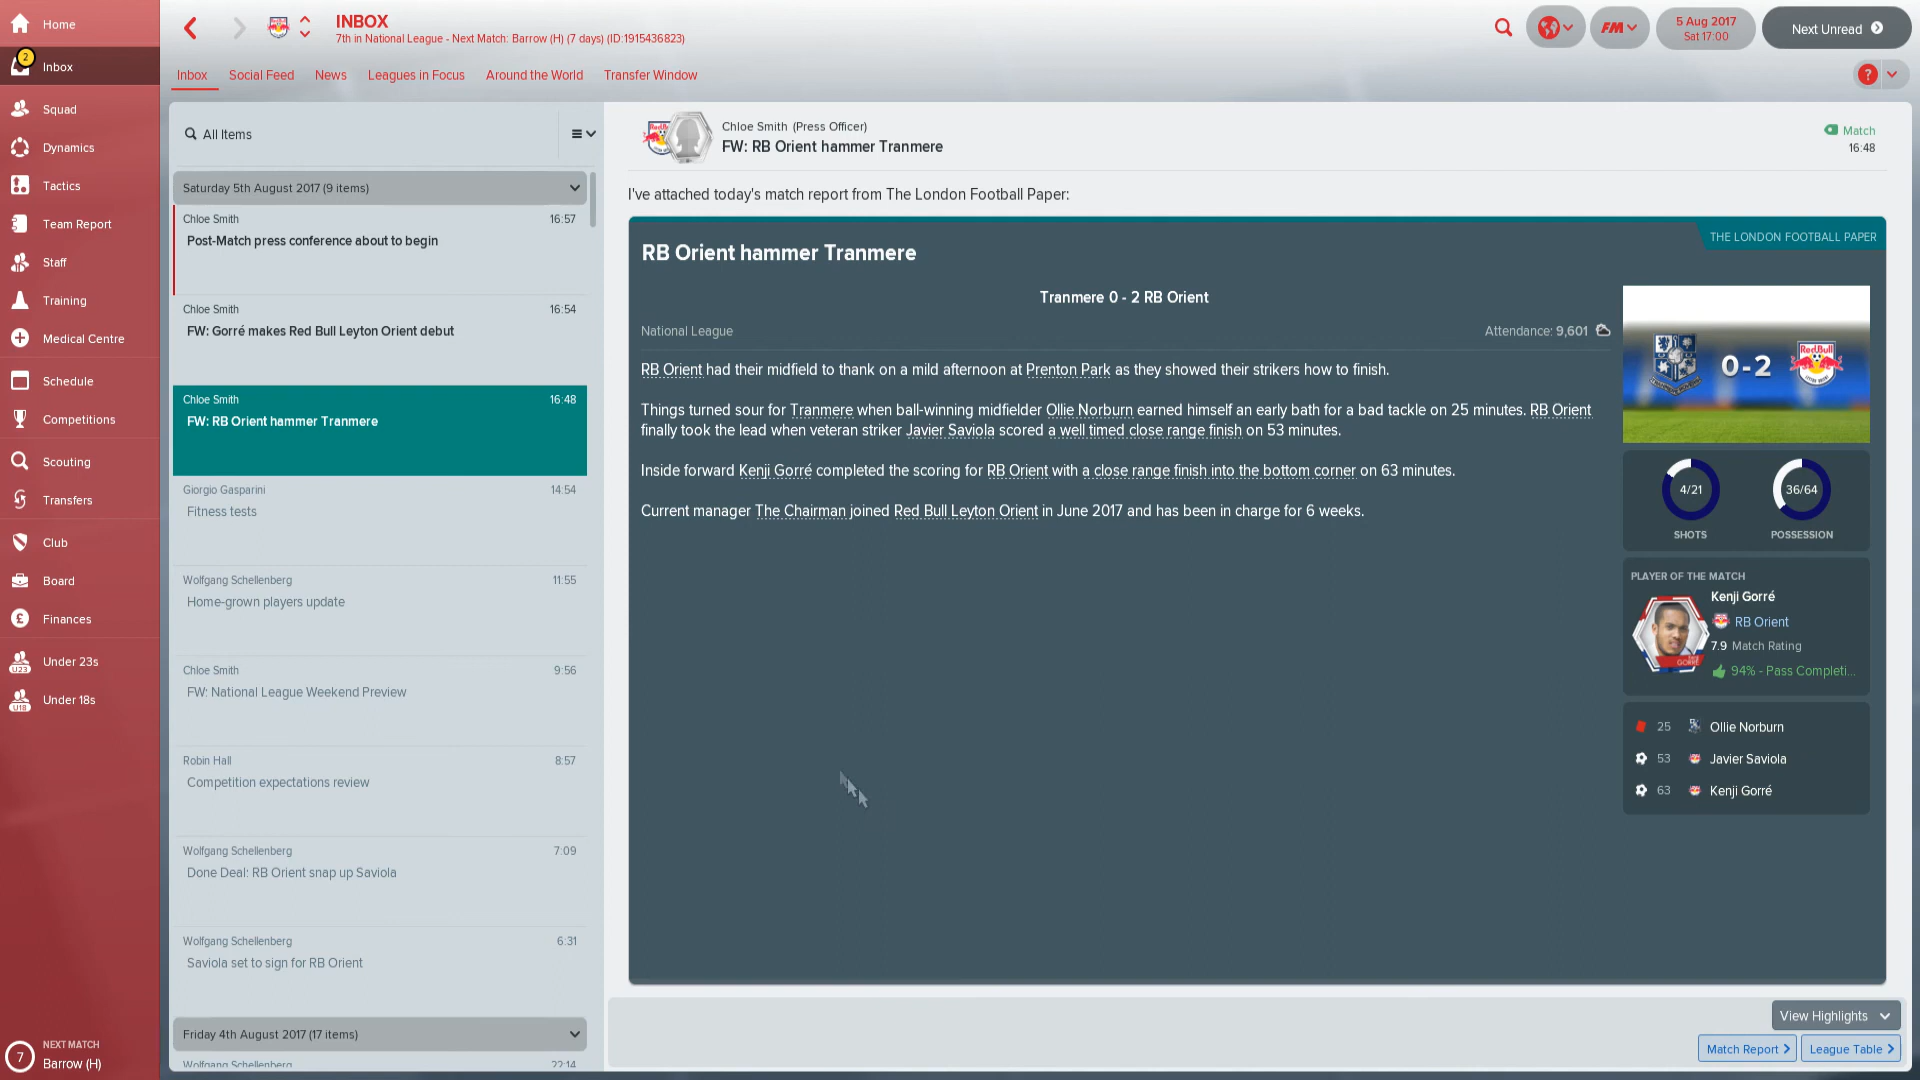 Home
2
Inbox
Squad
Dynamics
Tactics
Team Report
Staff
Training
Medical Centre
Schedule
Competitions
Scouting
Transfers
Club
Board
£
Finances
U23
Under 23s
U18
Under 18s
7
NEXT MATCH
Barrow (H)
INBOX
7th in National League - Next Match: Barrow (H) (7 days) (ID:1915436823)
FM
5 Aug 2017
Sat 17:00
Next Unread
Inbox
Social Feed
News
Leagues in Focus
Around the World
Transfer Window
?
All Items
Saturday 5th August 2017 (9 items)
Chloe Smith 16:57
Post-Match press conference about to begin
Chloe Smith 16:54
FW: Gorré makes Red Bull Leyton Orient debut
Chloe Smith 16:48
FW: RB Orient hammer Tranmere
Giorgio Gasparini 14:54
Fitness tests
Wolfgang Schellenberg 11:55
Home-grown players update
Chloe Smith 9:56
FW: National League Weekend Preview
Robin Hall 8:57
Competition expectations review
Wolfgang Schellenberg 7:09
Done Deal: RB Orient snap up Saviola
Wolfgang Schellenberg 6:31
Saviola set to sign for RB Orient
Friday 4th August 2017 (17 items)
Wolfgang Schellenberg 22:14
Chloe Smith (Press Officer)
FW: RB Orient hammer Tranmere
Match
16:48
I've attached today's match report from The London Football Paper:
THE LONDON FOOTBALL PAPER
RB Orient hammer Tranmere
Tranmere 0 - 2 RB Orient
National League
Attendance: 9,601
RB Orient had their midfield to thank on a mild afternoon at Prenton Park as they showed their strikers how to finish.
Things turned sour for Tranmere when ball-winning midfielder Ollie Norburn earned himself an early bath for a bad tackle on 25 minutes. RB Orient
finally took the lead when veteran striker Javier Saviola scored a well timed close range finish on 53 minutes.
Inside forward Kenji Gorré completed the scoring for RB Orient with a close range finish into the bottom corner on 63 minutes.
Current manager The Chairman joined Red Bull Leyton Orient in June 2017 and has been in charge for 6 weeks.
0-2
RedBull
4/21
SHOTS
36/64
POSSESSION
PLAYER OF THE MATCH
Kenji Gorré
RB Orient
7.9 Match Rating
94% - Pass Completi...
GORRÉ
25 Ollie Norburn
53 Javier Saviola
63 Kenji Gorré
View Highlights
Match Report
League Table